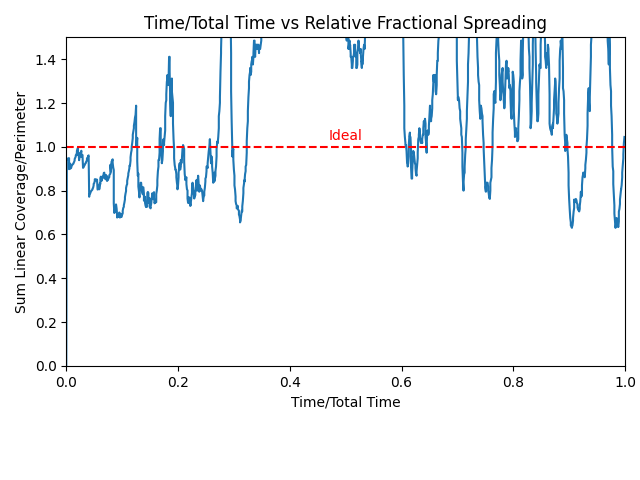 Time/Total Time vs Relative Fractional Spreading
Sum Linear Coverage/Perimeter
1.4
1.2
1.0
0.8
0.6
0.4
0.2
0.0
Ideal
0.0 0.2 0.4 0.6 0.8 1.0
Time/Total Time